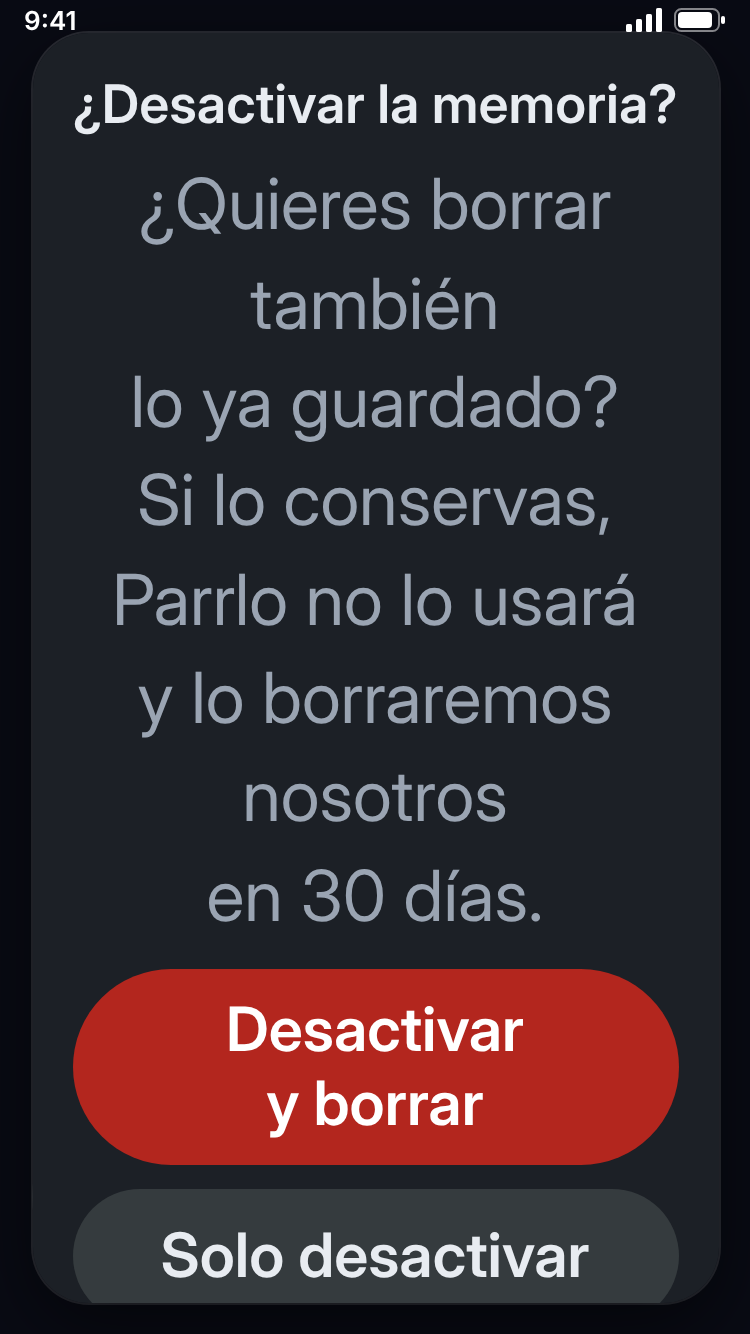 9:41
¿Desactivar la memoria?
¿Quieres borrar
también
lo ya guardado?
Si lo conservas,
Parrlo no lo usará
y lo borraremos
nosotros
en 30 días.
Desactivar
y borrar
Solo desactivar